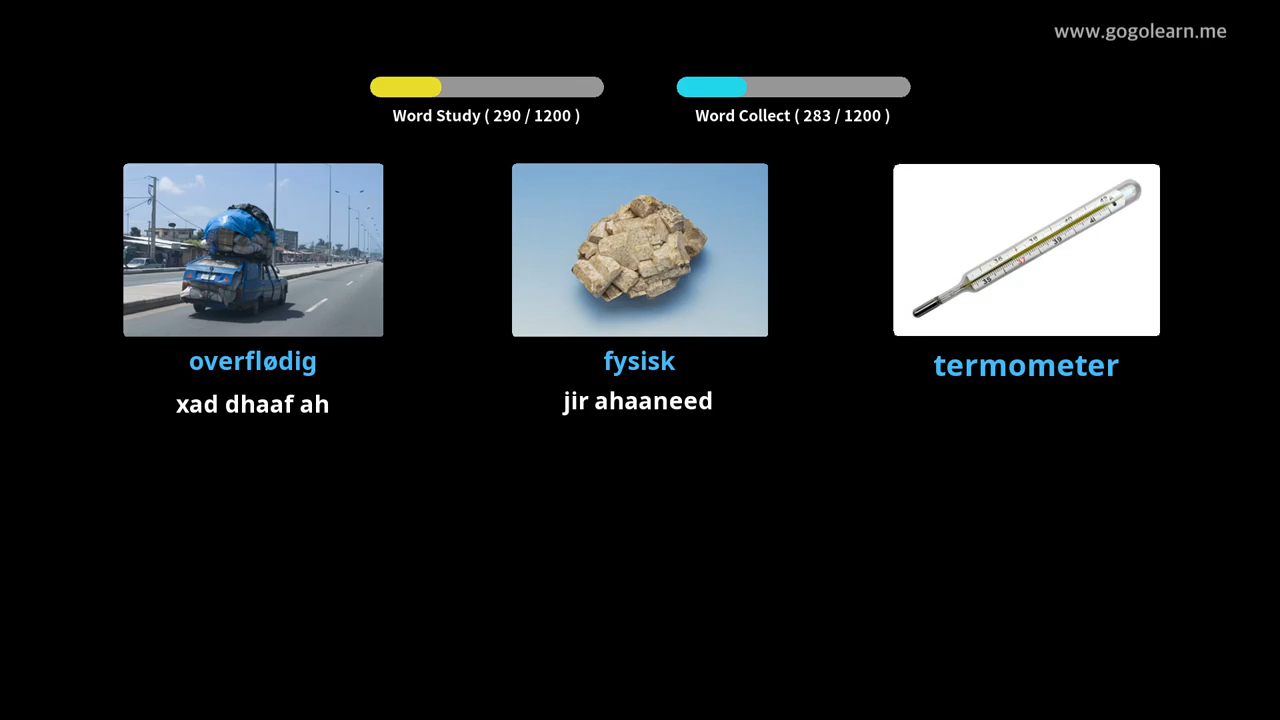 www.gogolearn.me
Word Study ( 290 / 1200 )
Word Collect ( 283 / 1200 )
overflødig
fysisk
termometer
xad dhaaf ah
jir ahaaneed